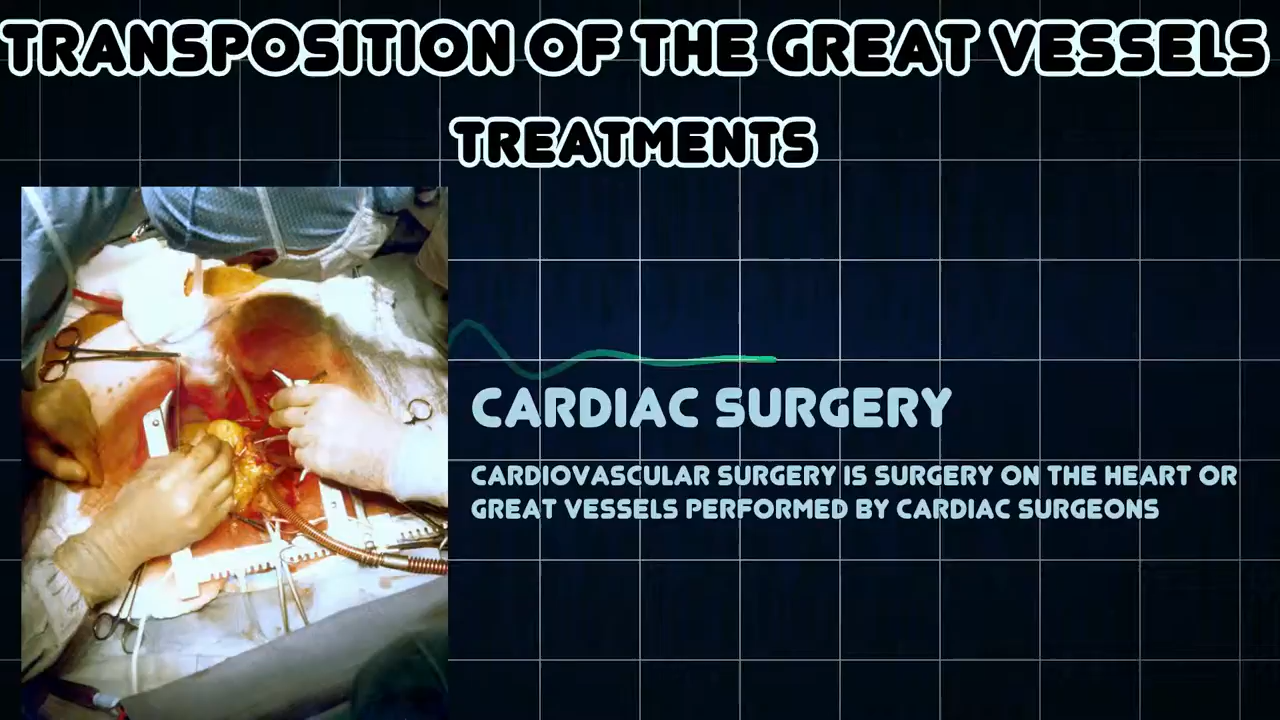 TRANSPOSITION OF THE GREAT VESSELS
TREATMENTS
CARDIAC SURGERY
CARDIOVASCULAR SURGERY IS SURGERY ON THE HEART OR
GREAT VESSELS PERFORMED BY CARDIAC SURGEONS